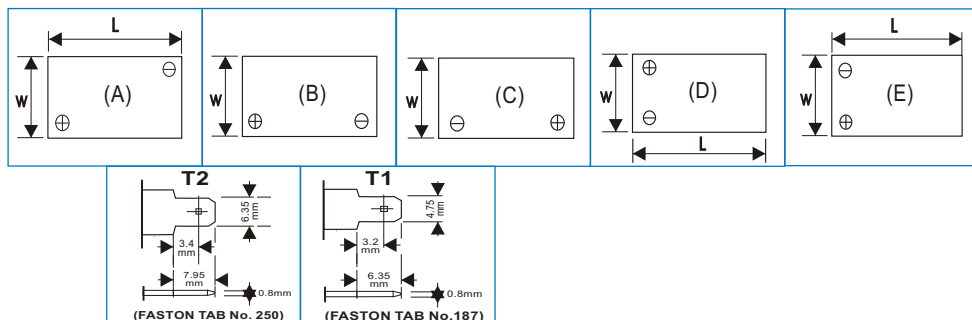 L
W
(A)
⊖
⊕
W
(B)
⊕
⊖
W
(C)
⊖
⊕
W
(D)
⊕
⊖
L
L
W
(E)
⊖
⊕
T2
6.35
mm
3.4
mm
7.95
mm
0.8mm
(FASTON TAB No. 250)
T1
4.75
mm
3.2
mm
6.35
mm
0.8mm
(FASTON TAB No.187)